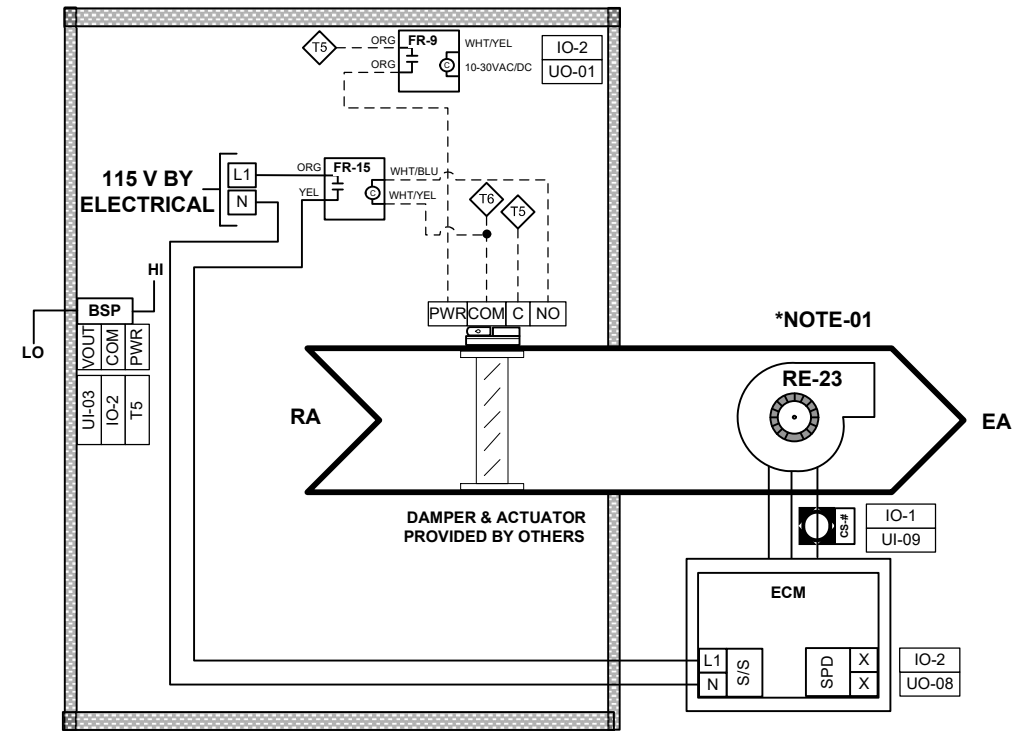 T5
ORG
FR-9
WHT/YEL
ORG
C
10-30VAC/DC
IO-2
UO-01
115 V BY
ELECTRICAL
L1
N
ORG
FR-15
WHT/BLU
YEL
C
WHT/YEL
T6
T5
HI
BSP
LO
VOUT
COM
PWR
UI-03
IO-2
T5
PWR
COM
C
NO
*NOTE-01
RE-23
RA
EA
DAMPER & ACTUATOR
PROVIDED BY OTHERS
CS-#
IO-1
UI-09
ECM
L1
N
S/S
SPD
X
X
IO-2
UO-08